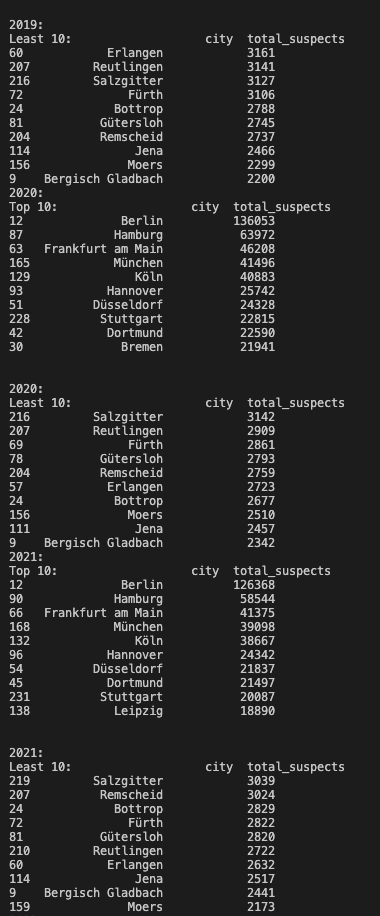 2019:
Least 10: city total_suspects
60 Erlangen 3161
207 Reutlingen 3141
216 Salzgitter 3127
72 Fürth 3106
24 Bottrop 2788
81 Gütersloh 2745
204 Remscheid 2737
114 Jena 2466
156 Moers 2299
9 Bergisch Gladbach 2200
2020:
Top 10: city total_suspects
12 Berlin 136053
87 Hamburg 63972
63 Frankfurt am Main 46208
165 München 41496
129 Köln 40883
93 Hannover 25742
51 Düsseldorf 24328
228 Stuttgart 22815
42 Dortmund 22590
30 Bremen 21941
2020:
Least 10: city total_suspects
216 Salzgitter 3142
207 Reutlingen 2909
69 Fürth 2861
78 Gütersloh 2793
204 Remscheid 2759
57 Erlangen 2723
24 Bottrop 2677
156 Moers 2510
111 Jena 2457
9 Bergisch Gladbach 2342
2021:
Top 10: city total_suspects
12 Berlin 126368
90 Hamburg 58544
66 Frankfurt am Main 41375
168 München 39098
132 Köln 38667
96 Hannover 24342
54 Düsseldorf 21837
45 Dortmund 21497
231 Stuttgart 20087
138 Leipzig 18890
2021:
Least 10: city total_suspects
219 Salzgitter 3039
207 Remscheid 3024
24 Bottrop 2829
72 Fürth 2822
81 Gütersloh 2820
210 Reutlingen 2722
60 Erlangen 2632
114 Jena 2517
9 Bergisch Gladbach 2441
159 Moers 2173